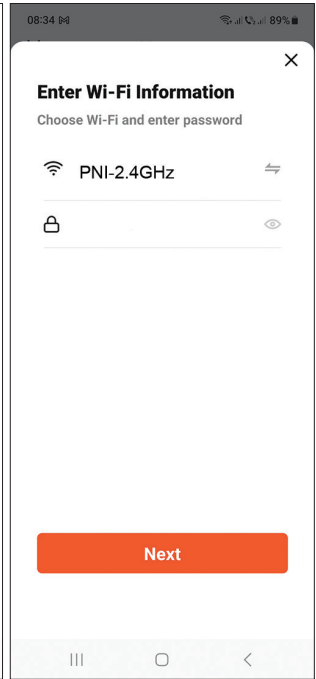 08:34 89%
Enter Wi-Fi Information
Choose Wi-Fi and enter password
PNI-2.4GHz
Next